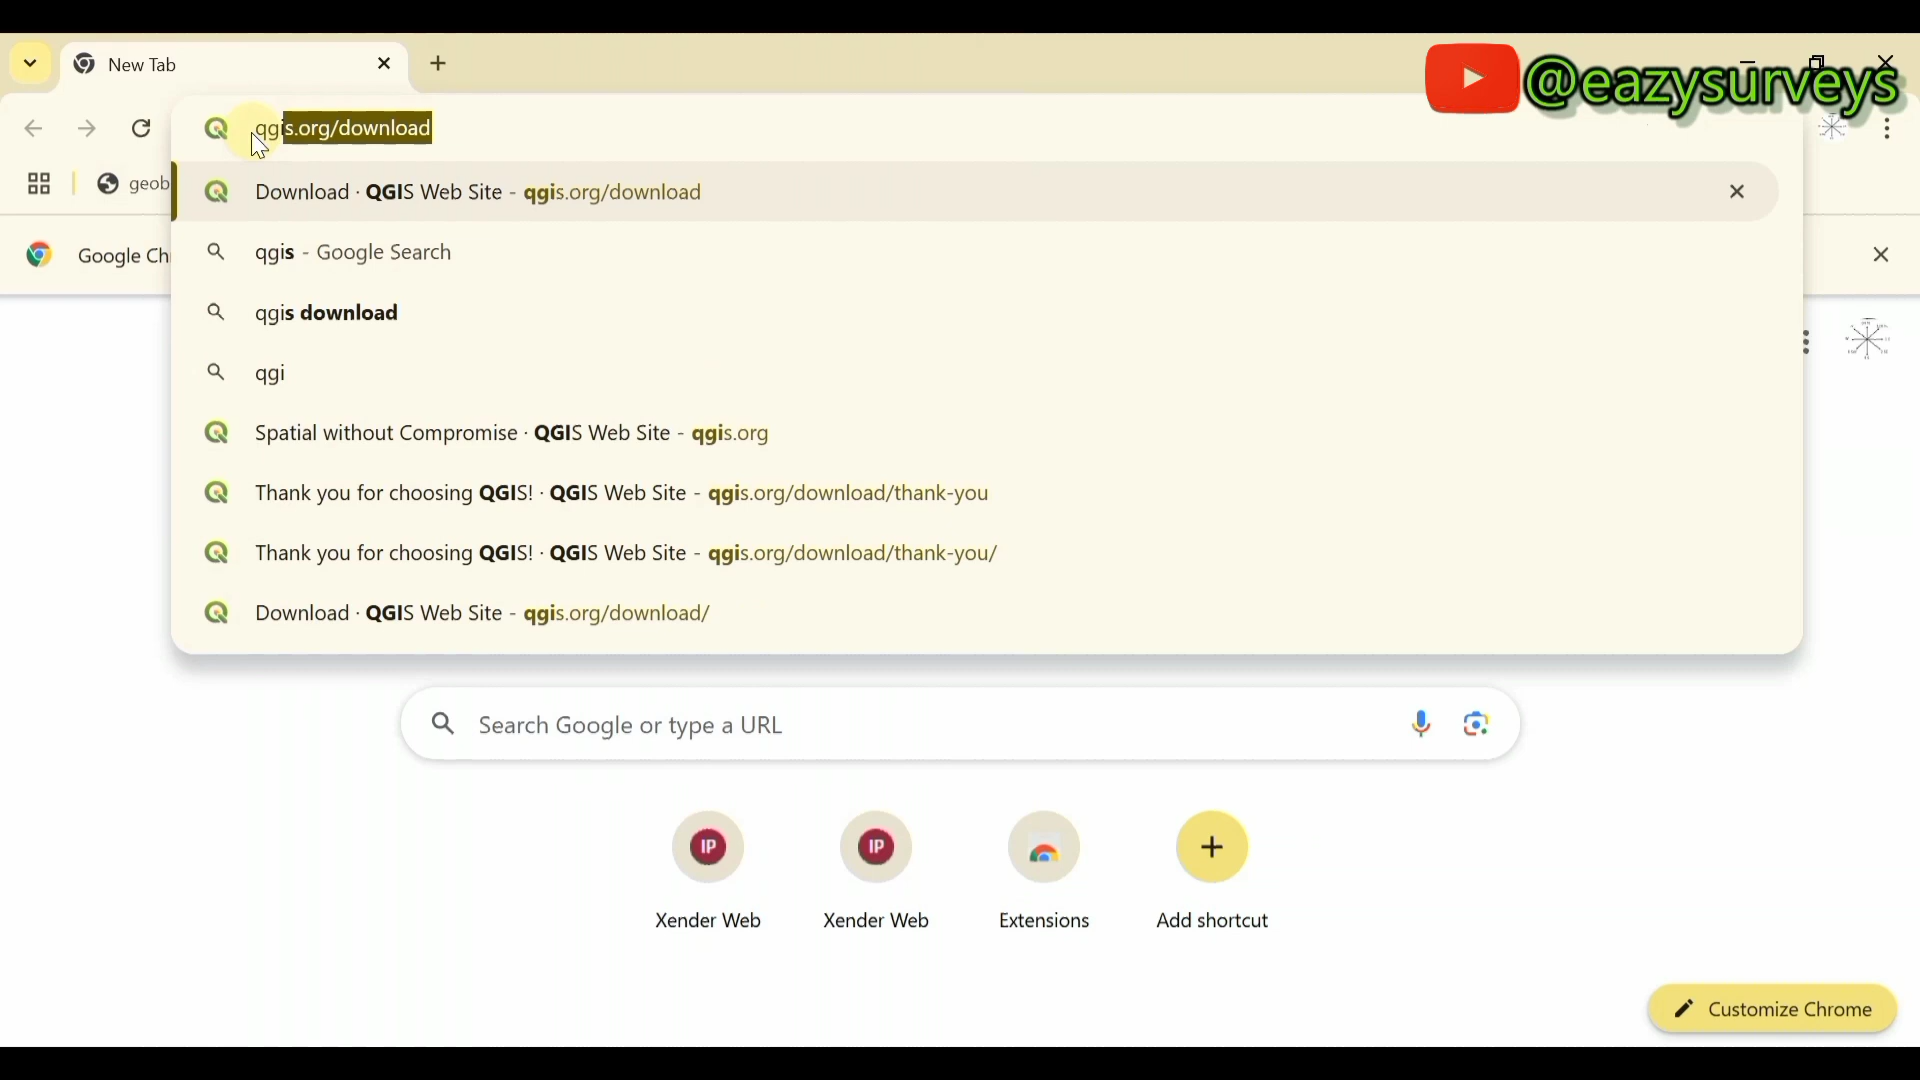 New Tab
@eazysurveys
qgis.org/download
geob
Download · QGIS Web Site - qgis.org/download
qgis - Google Search
Google Ch
qgis download
qgi
Spatial without Compromise · QGIS Web Site - qgis.org
Thank you for choosing QGIS! · QGIS Web Site - qgis.org/download/thank-you
Thank you for choosing QGIS! · QGIS Web Site - qgis.org/download/thank-you/
Download · QGIS Web Site - qgis.org/download/
Search Google or type a URL
IP
IP
Xender Web
Xender Web
Extensions
Add shortcut
Customize Chrome